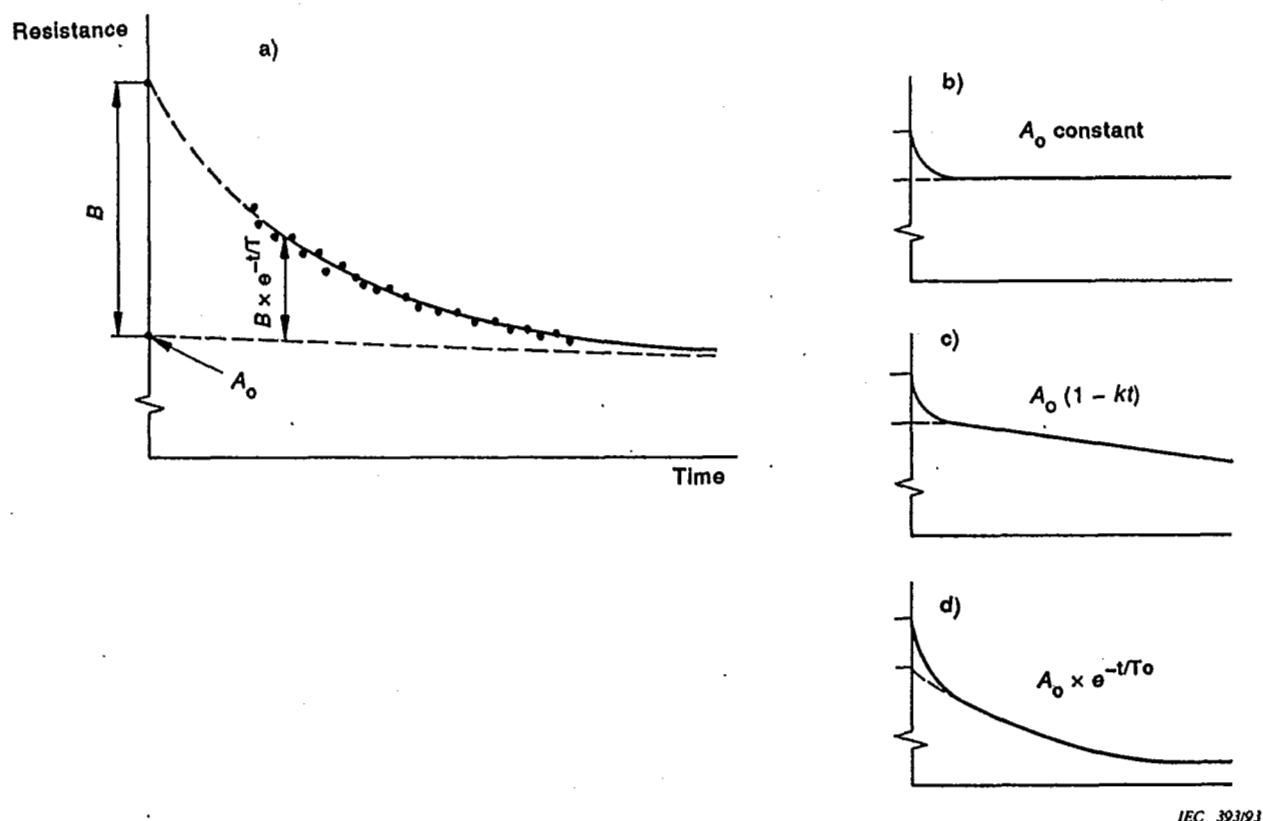 Resistance
a)
B
B × e^–t/T
A₀
Time
b)
A₀ constant
c)
A₀ (1 – kt)
d)
A₀ × e^–t/To
IEC 393/93